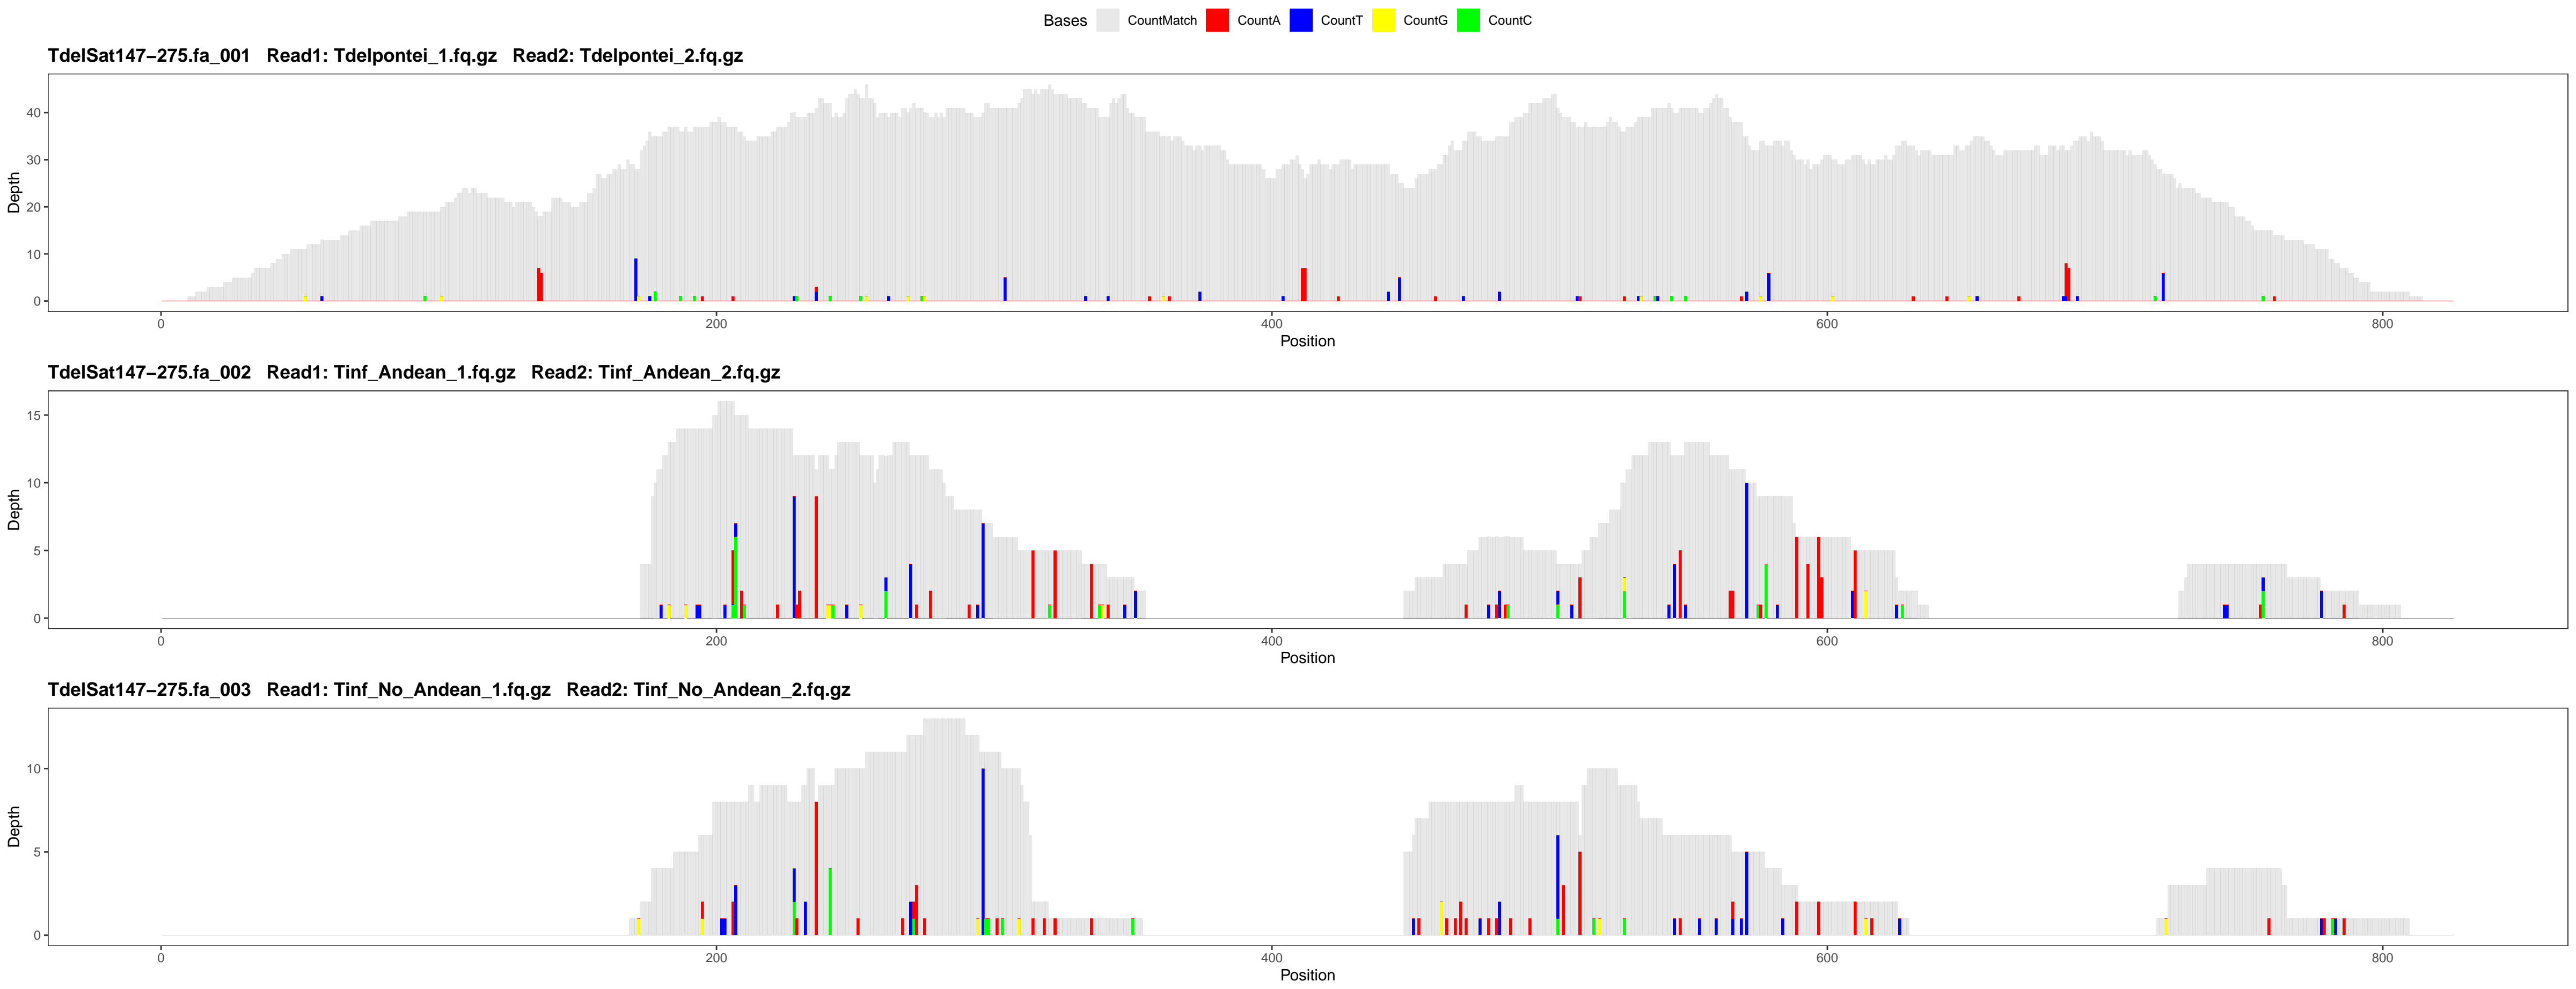 Bases CountMatch CountA CountT CountG CountC
TdelSat147−275.fa_001 Read1: Tdelpontei_1.fq.gz Read2: Tdelpontei_2.fq.gz
40
30
20
10
0
Depth
0 200 400 600 800
Position
TdelSat147−275.fa_002 Read1: Tinf_Andean_1.fq.gz Read2: Tinf_Andean_2.fq.gz
15
10
5
0
Depth
0 200 400 600 800
Position
TdelSat147−275.fa_003 Read1: Tinf_No_Andean_1.fq.gz Read2: Tinf_No_Andean_2.fq.gz
10
5
0
Depth
0 200 400 600 800
Position